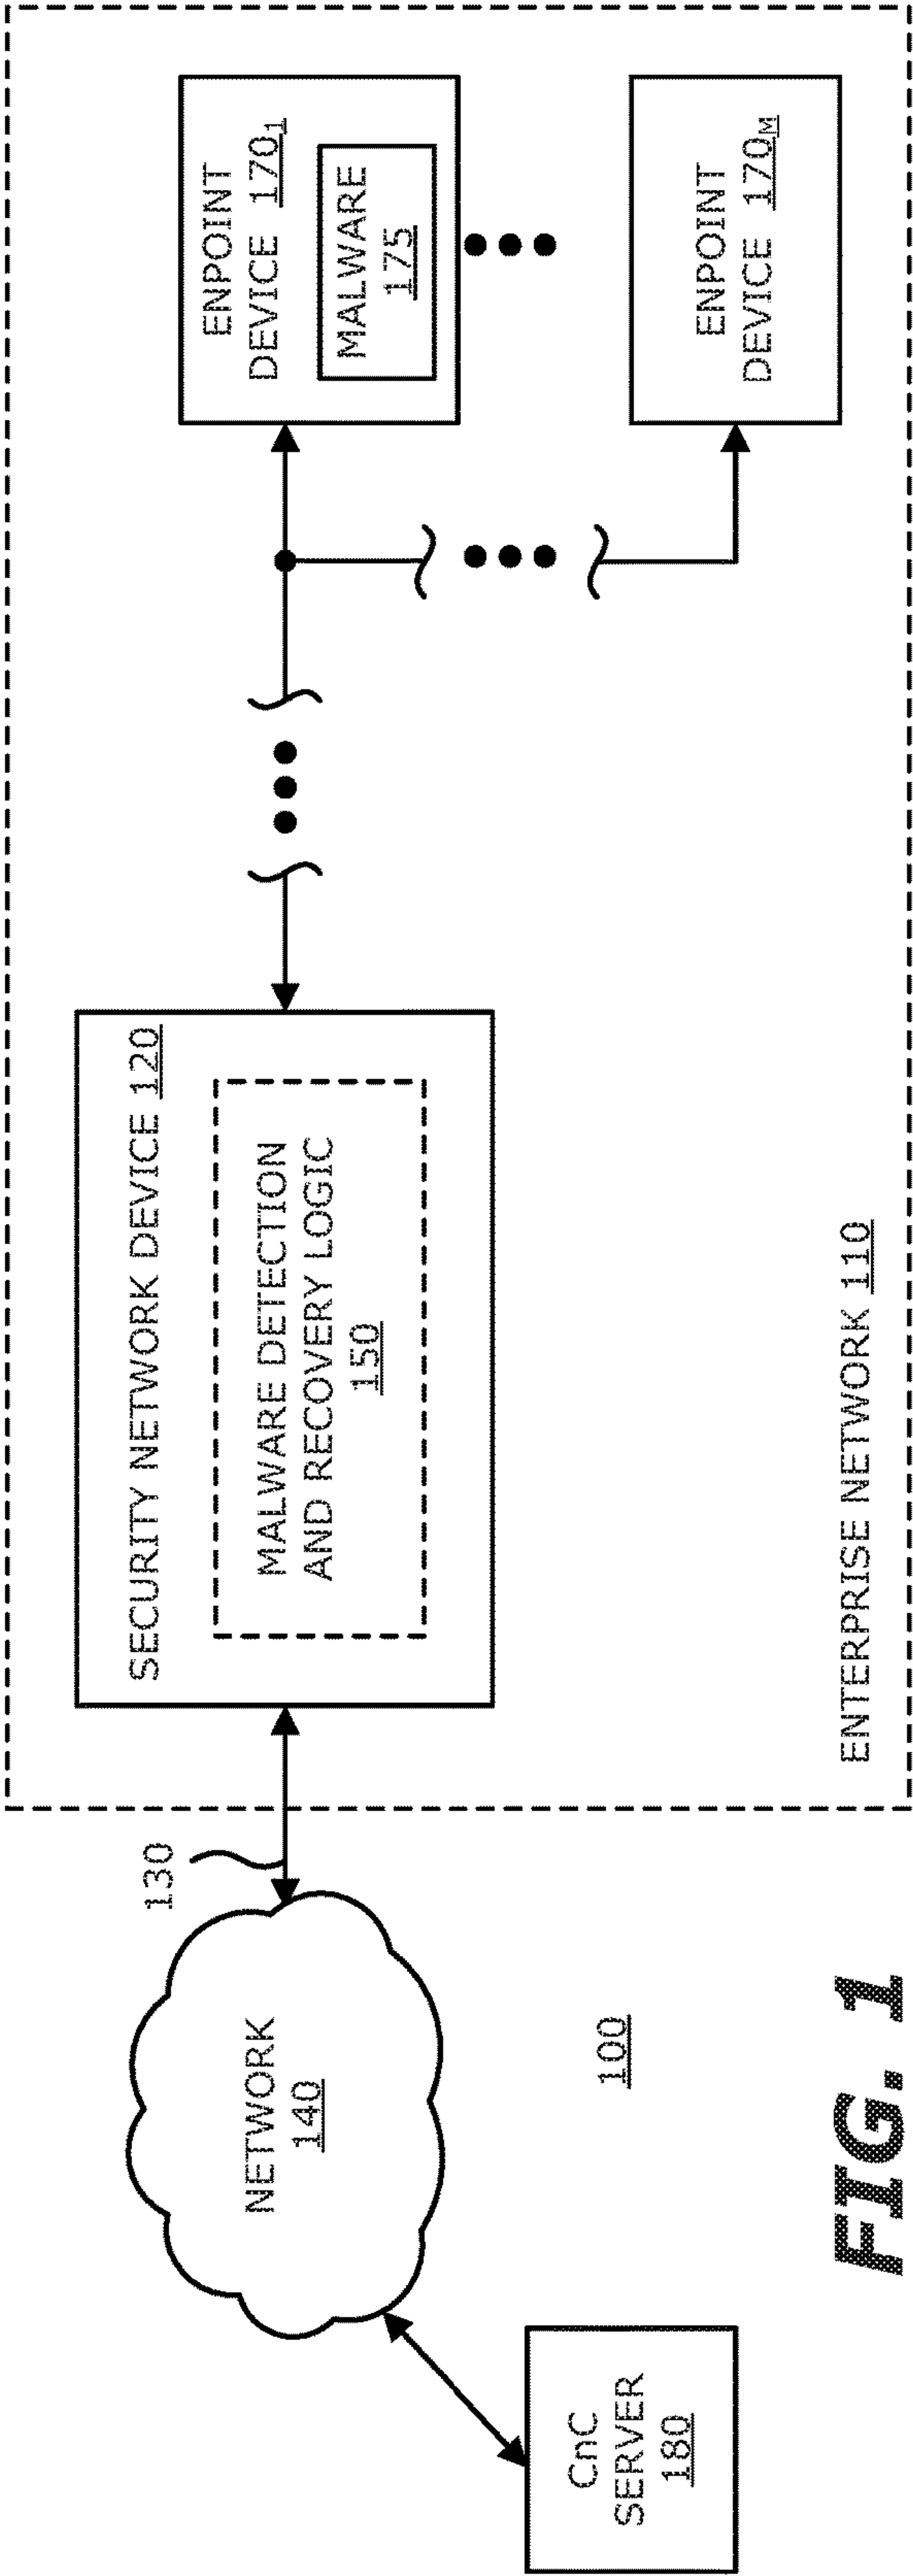 ENPOINT
DEVICE 170₁
MALWARE
175
ENPOINT
DEVICE 170M
SECURITY NETWORK DEVICE 120
MALWARE DETECTION
AND RECOVERY LOGIC
150
ENTERPRISE NETWORK 110
130
NETWORK
140
100
CnC
SERVER
180
FIG. 1